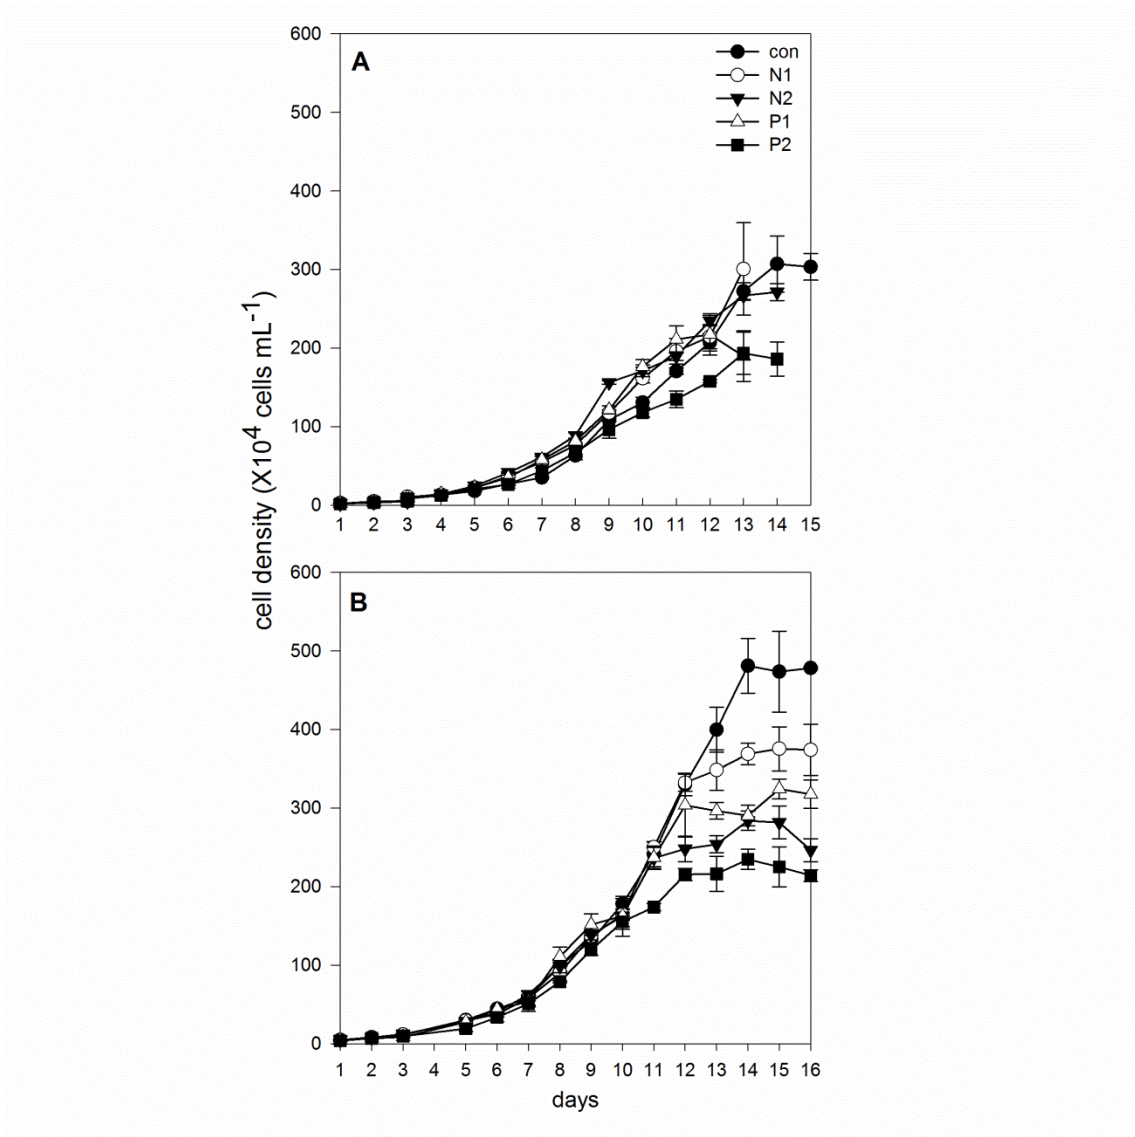 600
A
con
N1
500
N2
P1
P2
400
300
200
100
0
1 2 3 4 5 6 7 8 9 10 11 12 13 14 15
cell density (X10⁴ cells mL⁻¹)
600
B
500
400
300
200
100
0
1 2 3 4 5 6 7 8 9 10 11 12 13 14 15 16
days